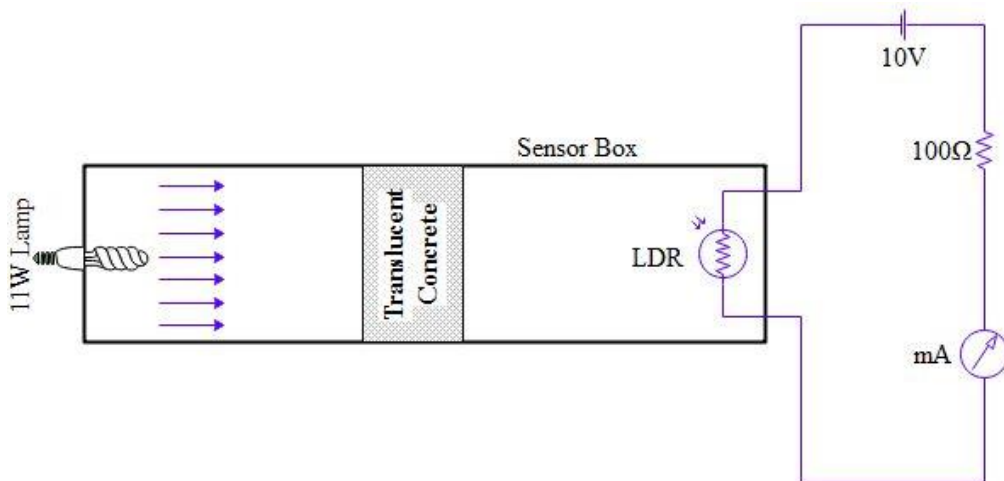 10V
100Ω
Sensor Box
11W Lamp
Translucent
Concrete
LDR
mA